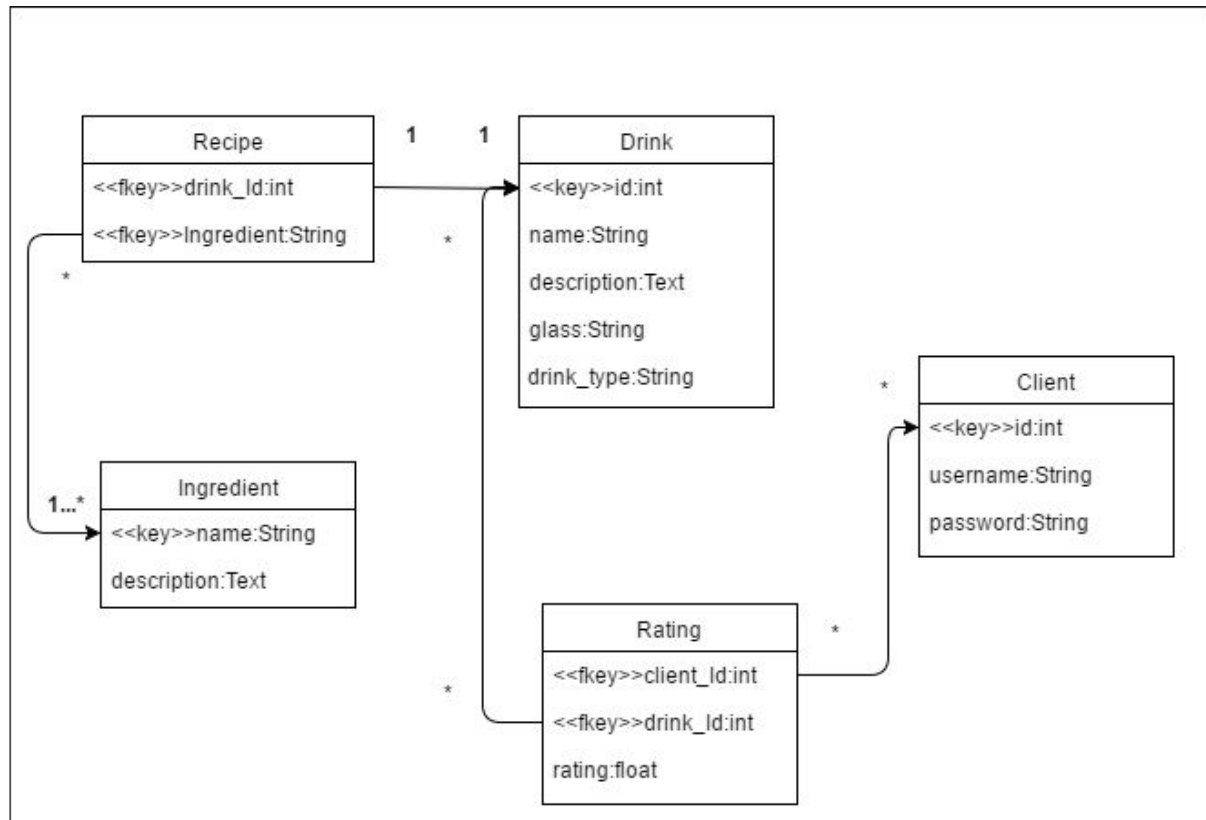 Recipe
<<fkey>>drink_Id:int
<<fkey>>Ingredient:String
1
1
*
*
1...*
Drink
<<key>>id:int
name:String
description:Text
glass:String
drink_type:String
Ingredient
<<key>>name:String
description:Text
*
Client
<<key>>id:int
username:String
password:String
*
*
Rating
<<fkey>>client_Id:int
<<fkey>>drink_Id:int
rating:float